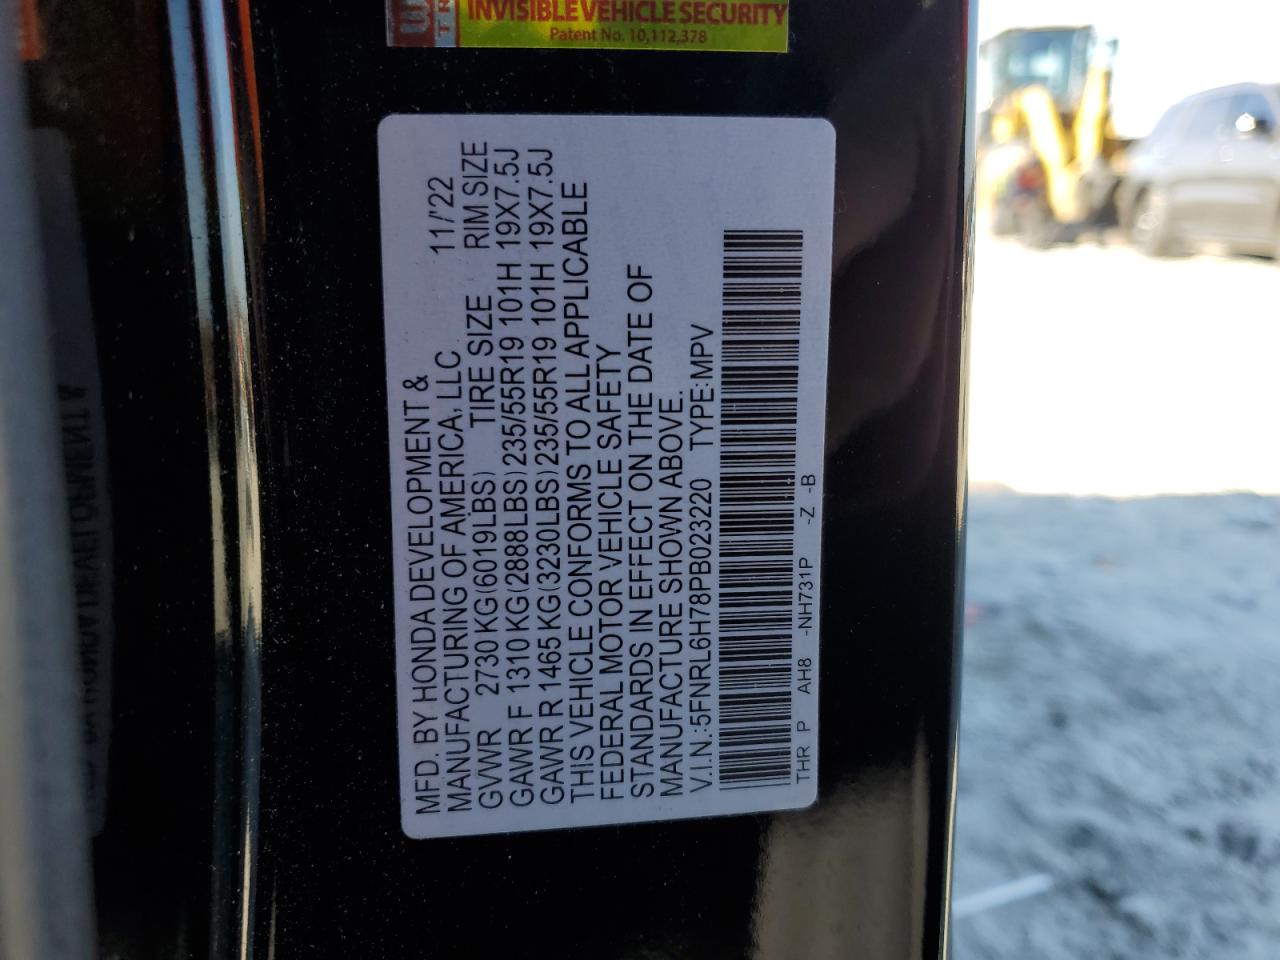 INVISIBLE VEHICLE SECURITY
Patent No. 10,112,378
MFD. BY HONDA DEVELOPMENT &
MANUFACTURING OF AMERICA, LLC 11/'22
GVWR 2730 KG(6019LBS) TIRE SIZE RIM SIZE
GAWR F 1310 KG(2888LBS) 235/55R19 101H 19X7.5J
GAWR R 1465 KG(3230LBS) 235/55R19 101H 19X7.5J
THIS VEHICLE CONFORMS TO ALL APPLICABLE
FEDERAL MOTOR VEHICLE SAFETY
STANDARDS IN EFFECT ON THE DATE OF
MANUFACTURE SHOWN ABOVE.
V.I.N.:5FNRL6H78PB023220 TYPE:MPV
THR P AH8 -NH731P -Z -B